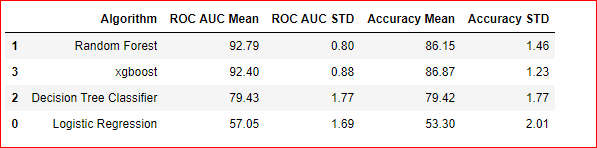 Algorithm ROC AUC Mean ROC AUC STD Accuracy Mean Accuracy STD
1 Random Forest 92.79 0.80 86.15 1.46
3 xgboost 92.40 0.88 86.87 1.23
2 Decision Tree Classifier 79.43 1.77 79.42 1.77
0 Logistic Regression 57.05 1.69 53.30 2.01